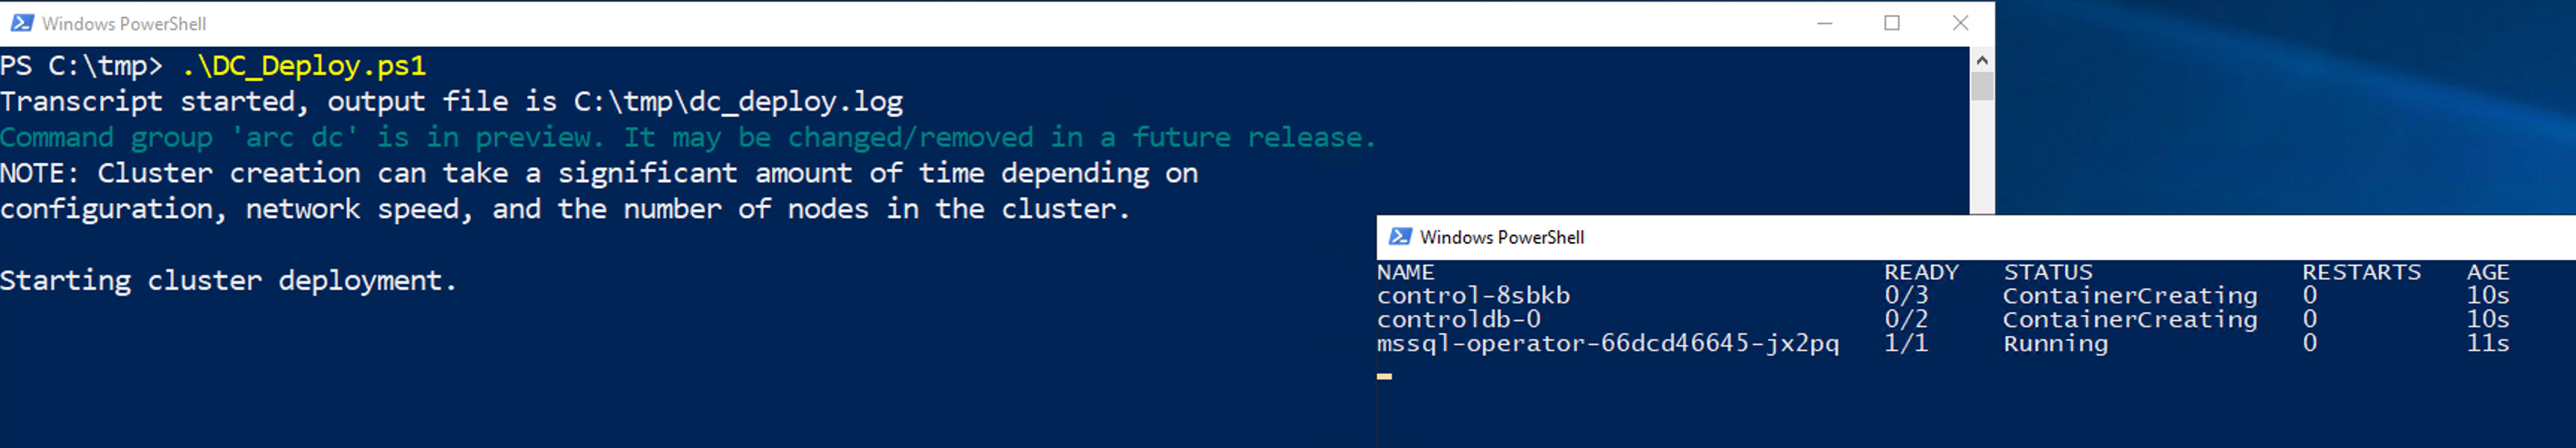 Windows PowerShell
PS C:\tmp> .\DC_Deploy.ps1
Transcript started, output file is C:\tmp\dc_deploy.log
Command group 'arc dc' is in preview. It may be changed/removed in a future release.
NOTE: Cluster creation can take a significant amount of time depending on
configuration, network speed, and the number of nodes in the cluster.
Starting cluster deployment.
Windows PowerShell
NAME READY STATUS RESTARTS AGE
control-8sbkb 0/3 ContainerCreating 0 10s
controldb-0 0/2 ContainerCreating 0 10s
mssql-operator-66dcd46645-jx2pq 1/1 Running 0 11s